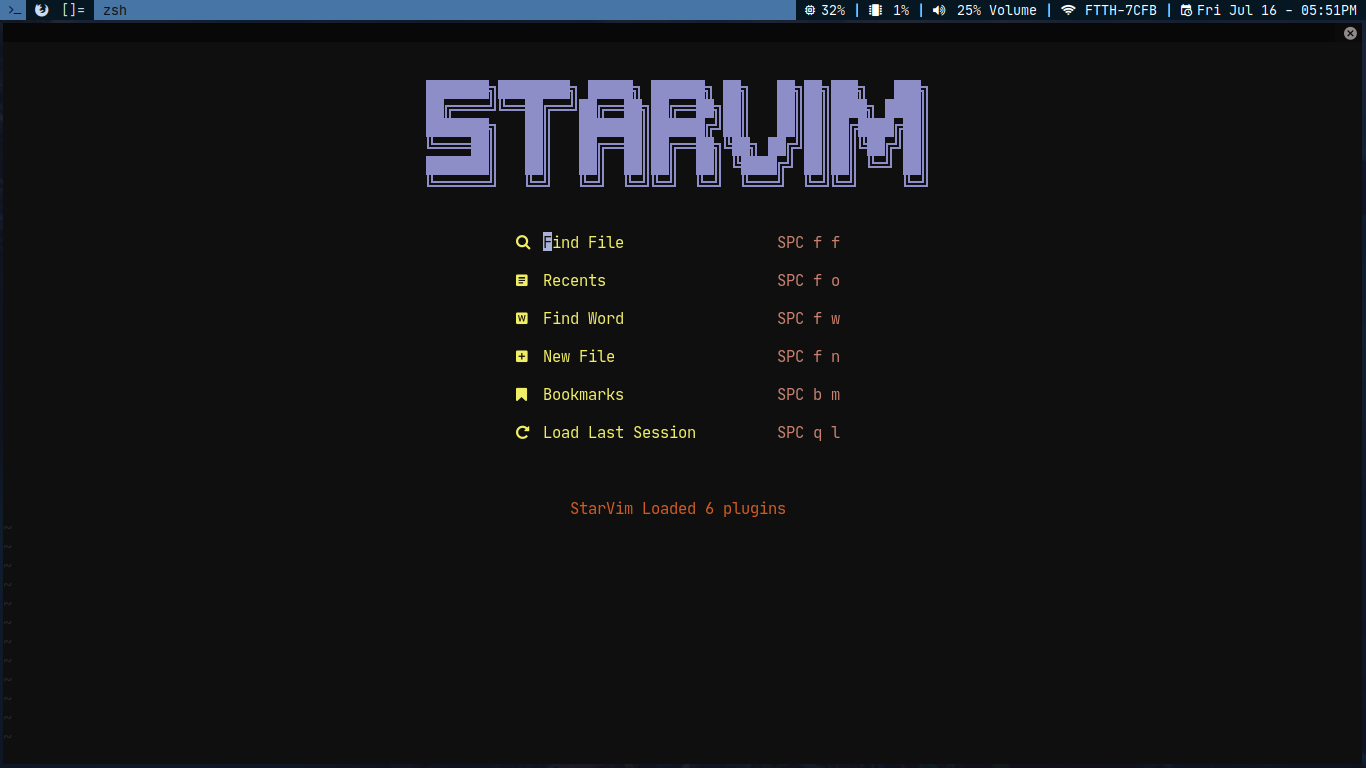 >_ []= zsh 32% | 1% | 25% Volume | FTTH-7CFB | Fri Jul 16 - 05:51PM
STARVIM
Find File SPC f f
Recents SPC f o
Find Word SPC f w
New File SPC f n
Bookmarks SPC b m
Load Last Session SPC q l
StarVim Loaded 6 plugins
~
~
~
~
~
~
~
~
~
~
~
~